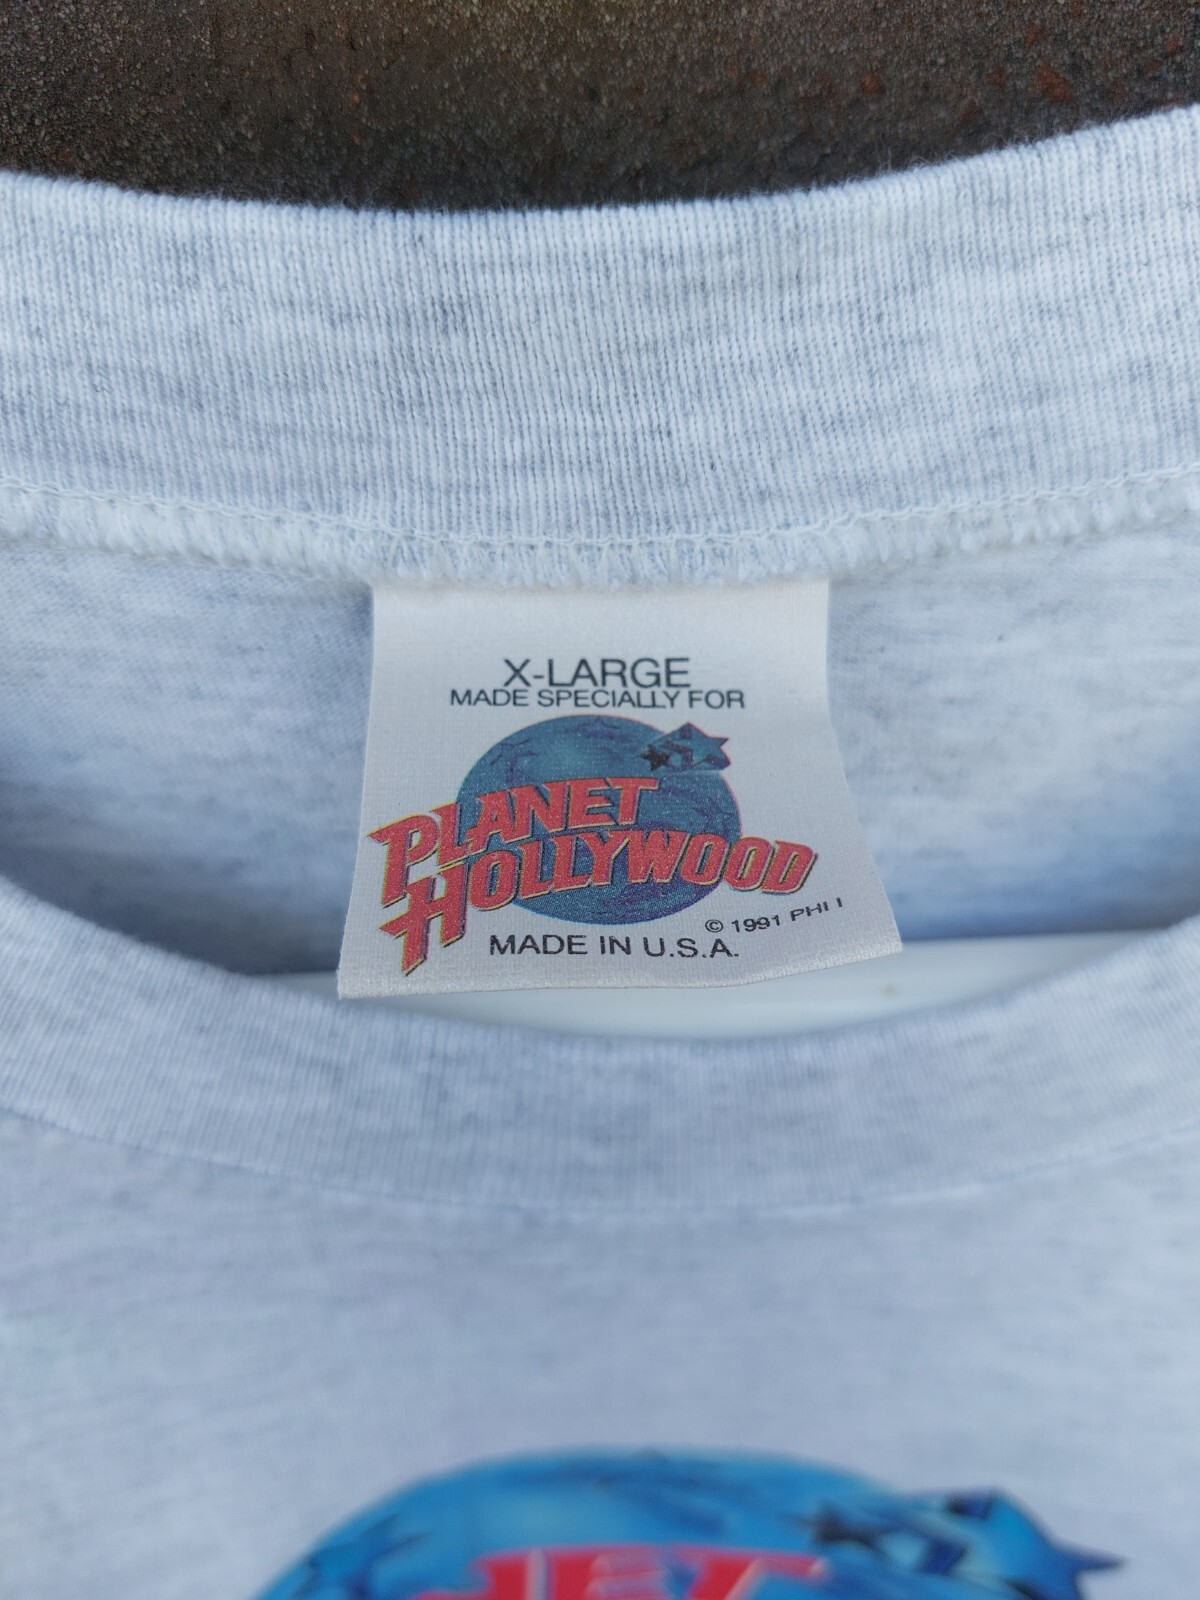 X-LARGE
MADE SPECIALLY FOR
PLANET
HOLLYWOOD
© 1991 PHI I
MADE IN U.S.A.